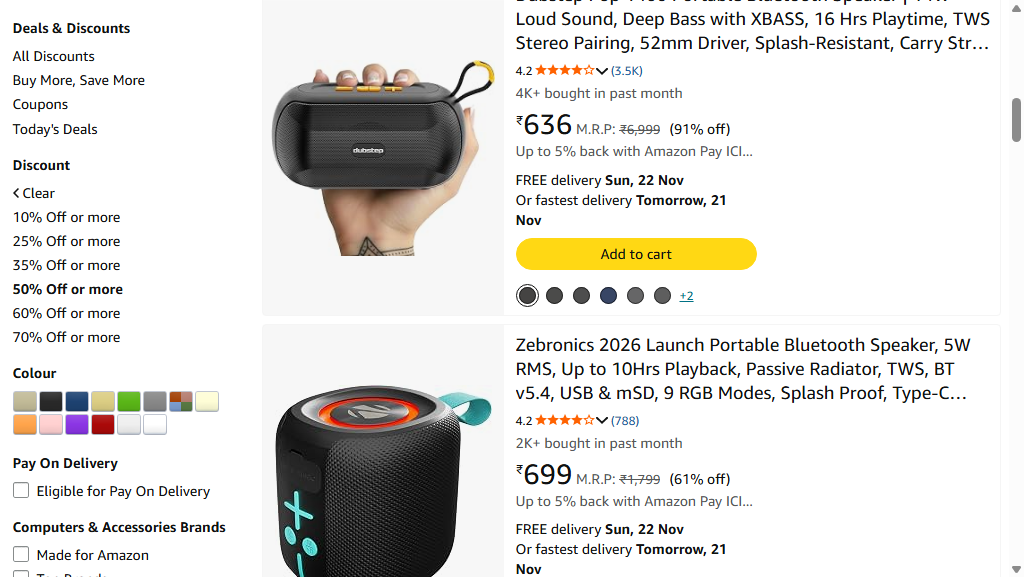 Deals & Discounts
All Discounts
Buy More, Save More
Coupons
Today's Deals
Discount
Clear
10% Off or more
25% Off or more
35% Off or more
50% Off or more
60% Off or more
70% Off or more
Colour
Pay On Delivery
Eligible for Pay On Delivery
Computers & Accessories Brands
Made for Amazon
dubstep
Loud Sound, Deep Bass with XBASS, 16 Hrs Playtime, TWS
Stereo Pairing, 52mm Driver, Splash-Resistant, Carry Str...
4.2 (3.5K)
4K+ bought in past month
₹636 M.R.P: ₹6,999 (91% off)
Up to 5% back with Amazon Pay ICI...
FREE delivery Sun, 22 Nov
Or fastest delivery Tomorrow, 21
Nov
Add to cart
+2
Zebronics 2026 Launch Portable Bluetooth Speaker, 5W
RMS, Up to 10Hrs Playback, Passive Radiator, TWS, BT
v5.4, USB & mSD, 9 RGB Modes, Splash Proof, Type-C...
4.2 (788)
2K+ bought in past month
₹699 M.R.P: ₹1,799 (61% off)
Up to 5% back with Amazon Pay ICI...
FREE delivery Sun, 22 Nov
Or fastest delivery Tomorrow, 21
Nov